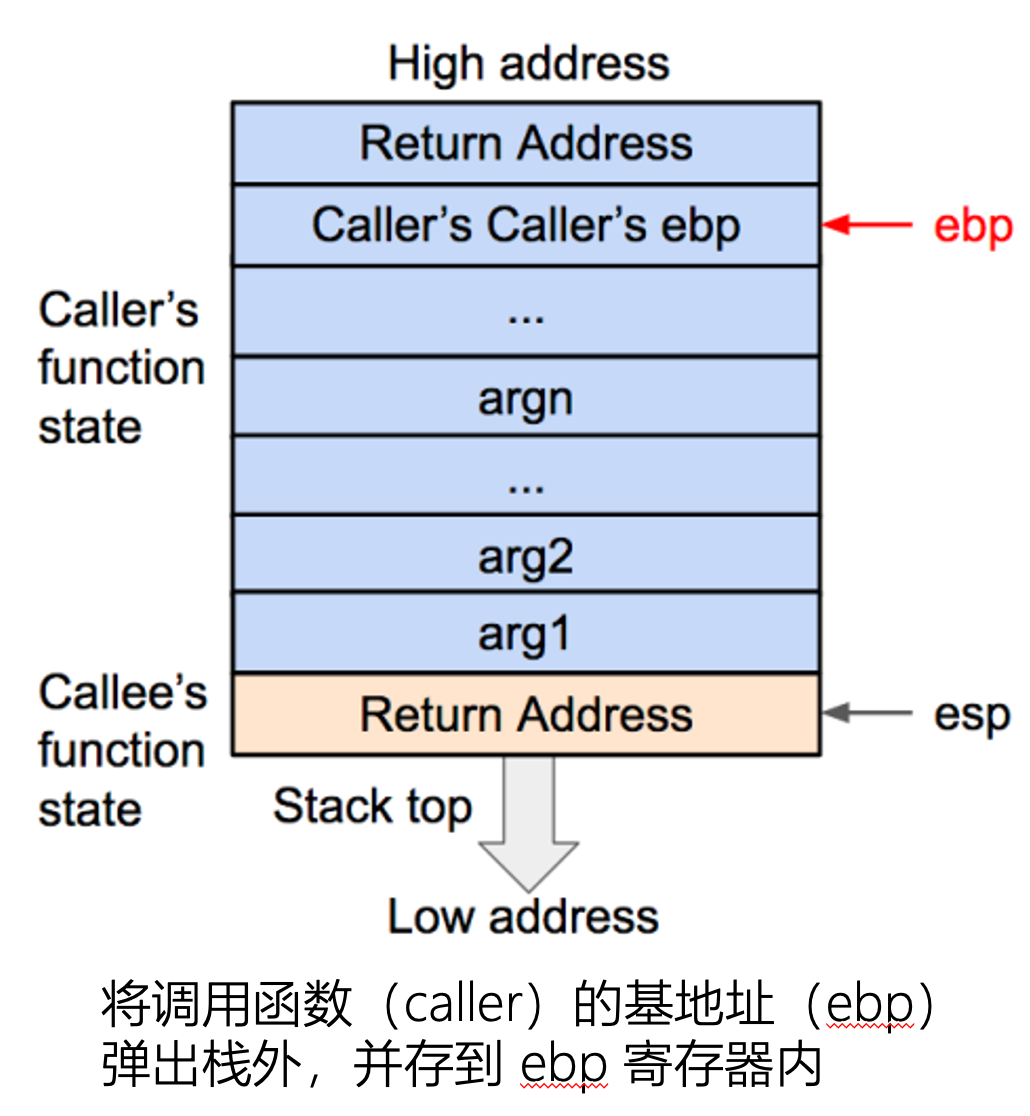 High address
Return Address
Caller’s Caller’s ebp
ebp
...
Caller’s
function
state
argn
...
arg2
arg1
Callee’s
function
state
Return Address
esp
Stack top
Low address
将调用函数（caller）的基地址（ebp）
弹出栈外，并存到 ebp 寄存器内